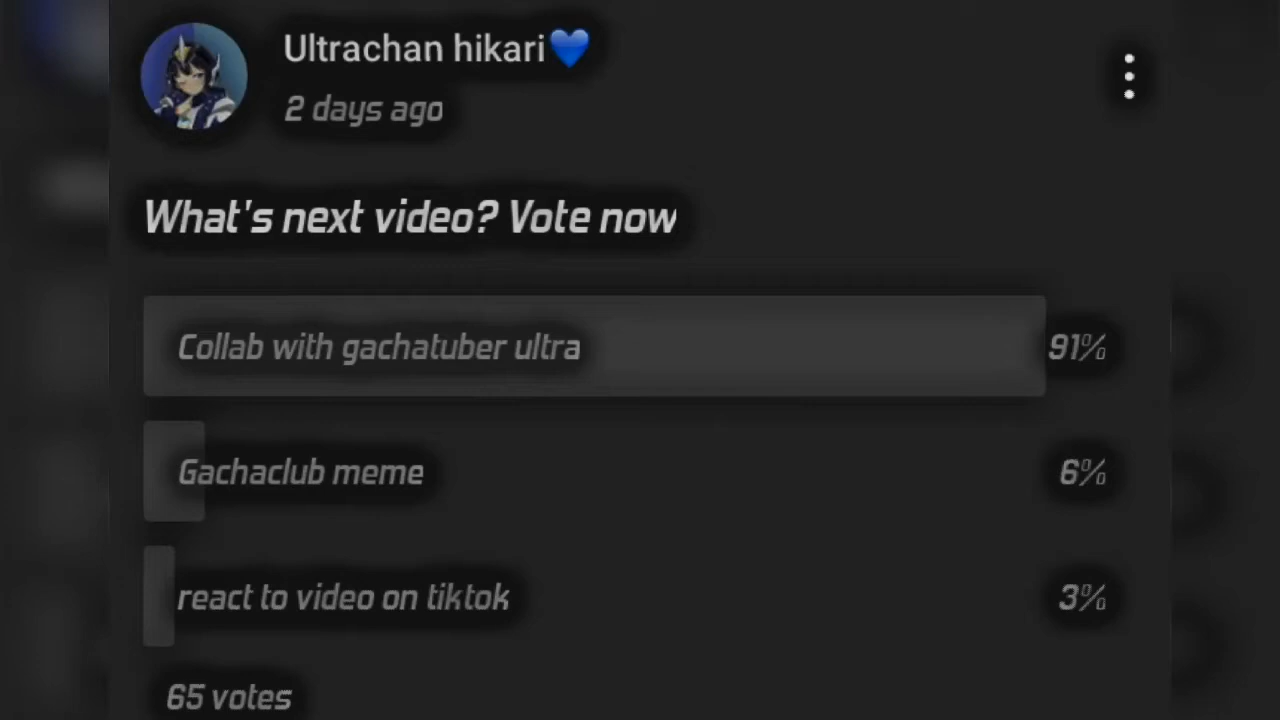 Ultrachan hikari💙
2 days ago
What's next video? Vote now
Collab with gachatuber ultra 91%
Gachaclub meme 6%
react to video on tiktok 3%
65 votes